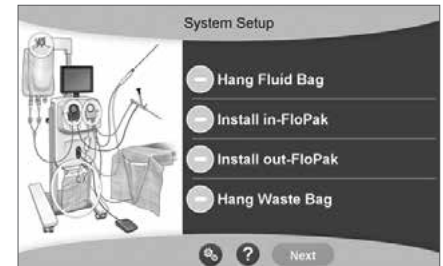 System Setup
Hang Fluid Bag
Install in-FloPak
Install out-FloPak
Hang Waste Bag
?
Next